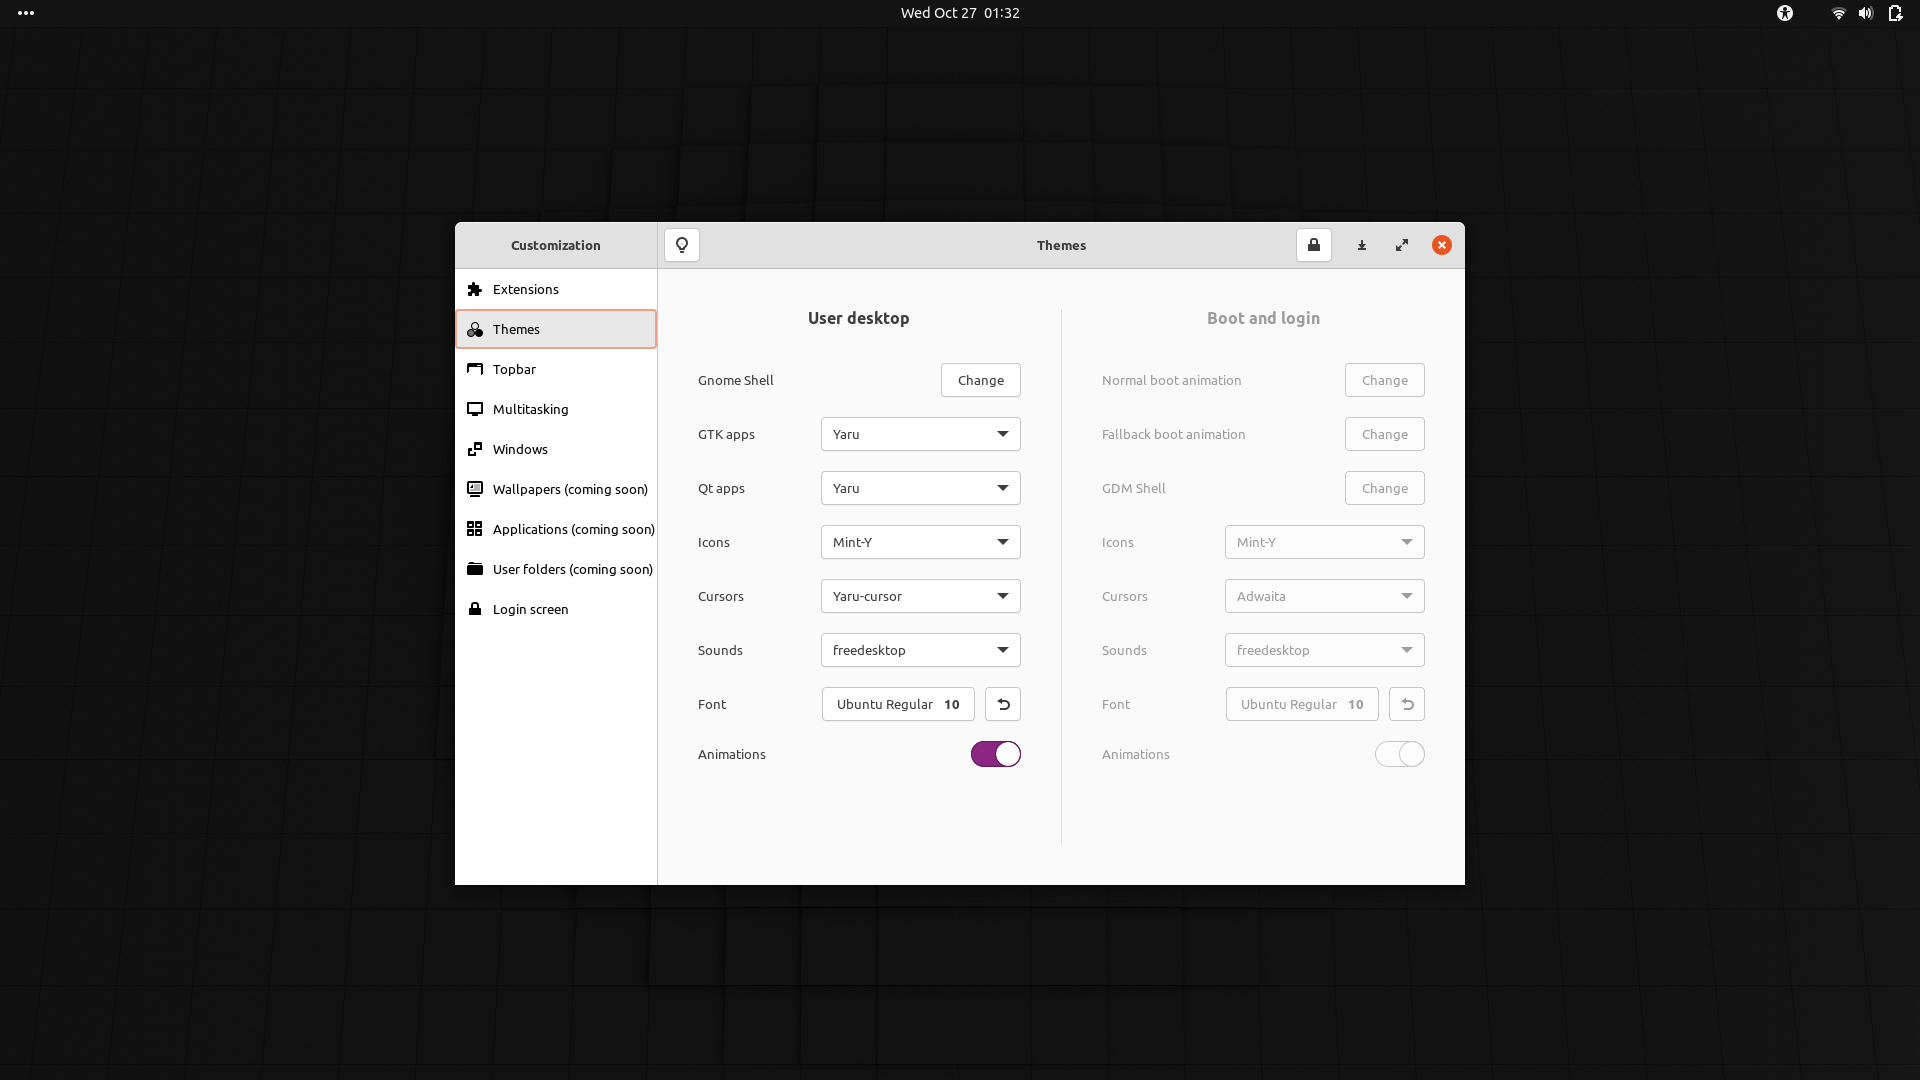 Wed Oct 27 01:32
Customization
Themes
Extensions
Themes
Topbar
Multitasking
Windows
Wallpapers (coming soon)
Applications (coming soon)
User folders (coming soon)
Login screen
User desktop
Gnome Shell Change
GTK apps Yaru
Qt apps Yaru
Icons Mint-Y
Cursors Yaru-cursor
Sounds freedesktop
Font Ubuntu Regular 10
Animations
Boot and login
Normal boot animation Change
Fallback boot animation Change
GDM Shell Change
Icons Mint-Y
Cursors Adwaita
Sounds freedesktop
Font Ubuntu Regular 10
Animations